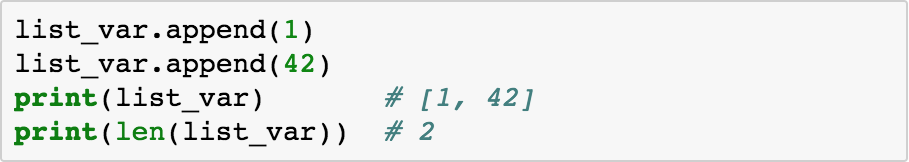 list_var.append(1)
list_var.append(42)
print(list_var)       # [1, 42]
print(len(list_var))  # 2